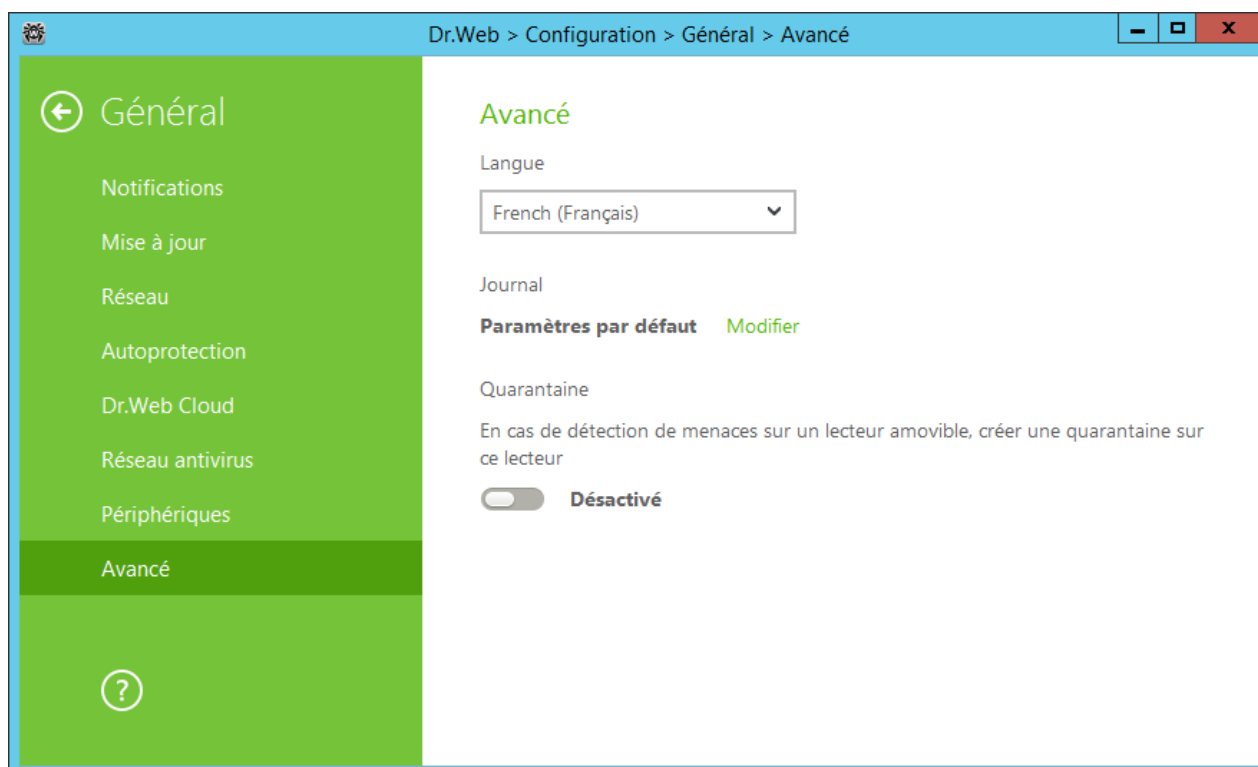 Dr.Web > Configuration > Général > Avancé
Général
Notifications
Mise à jour
Réseau
Autoprotection
Dr.Web Cloud
Réseau antivirus
Périphériques
Avancé
?
Avancé
Langue
French (Français)
Journal
Paramètres par défaut Modifier
Quarantaine
En cas de détection de menaces sur un lecteur amovible, créer une quarantaine sur
ce lecteur
Désactivé